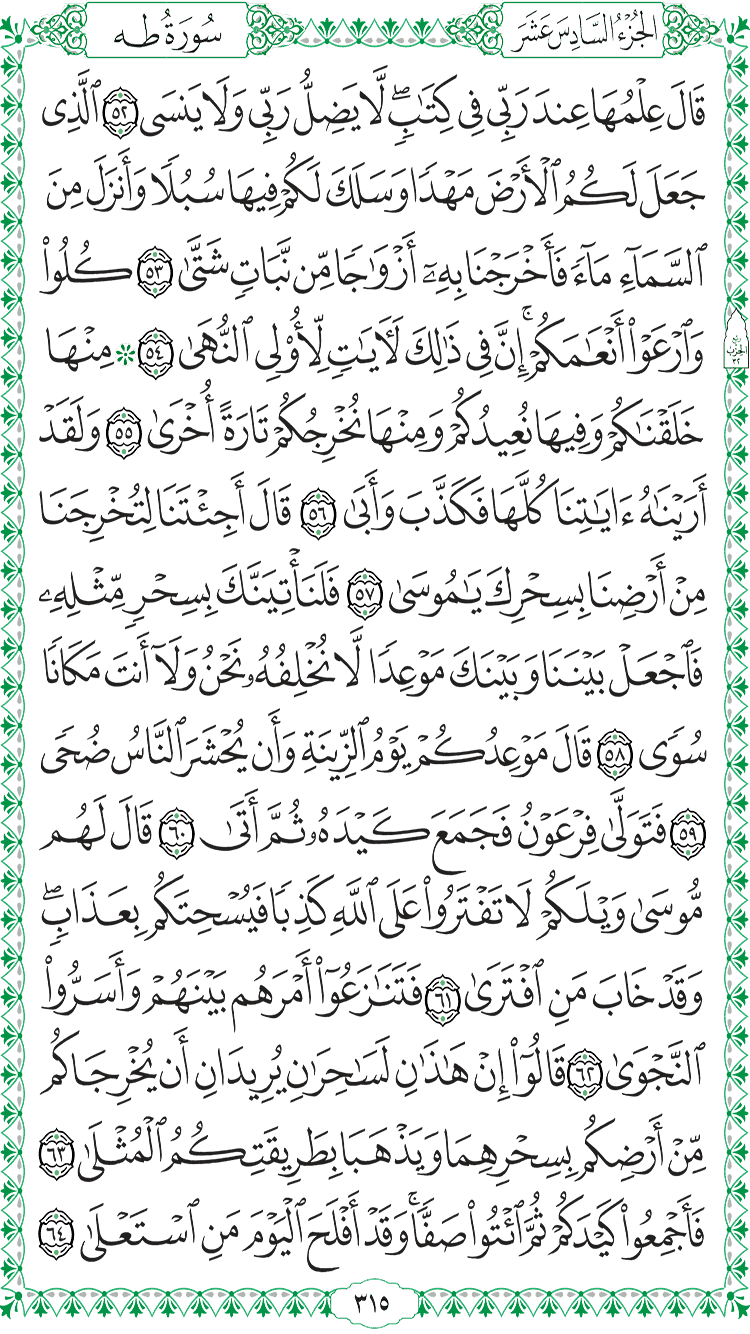 الجُزْءُ السَّادِسَ عَشَرَ
سُورَةُ طه
قَالَ عِلْمُهَا عِندَ رَبِّي فِي كِتَٰبٖۖ لَّا يَضِلُّ رَبِّي وَلَا يَنسَى ٥٢ ٱلَّذِي
جَعَلَ لَكُمُ ٱلْأَرْضَ مَهْدٗا وَسَلَكَ لَكُمْ فِيهَا سُبُلٗا وَأَنزَلَ مِنَ
ٱلسَّمَآءِ مَآءٗ فَأَخْرَجْنَا بِهِۦٓ أَزْوَٰجٗا مِّن نَّبَاتٖ شَتَّىٰ ٥٣ كُلُوا۟
وَٱرْعَوْا۟ أَنْعَٰمَكُمْۚ إِنَّ فِي ذَٰلِكَ لَأٓيَٰتٖ لِّأُو۟لِي ٱلنُّهَىٰ ٥٤ * مِنْهَا
خَلَقْنَٰكُمْ وَفِيهَا نُعِيدُكُمْ وَمِنْهَا نُخْرِجُكُمْ تَارَةً أُخْرَىٰ ٥٥ وَلَقَدْ
أَرَيْنَٰهُ ءَايَٰتِنَا كُلَّهَا فَكَذَّبَ وَأَبَىٰ ٥٦ قَالَ أَجِئْتَنَا لِتُخْرِجَنَا
مِنْ أَرْضِنَا بِسِحْرِكَ يَٰمُوسَىٰ ٥٧ فَلَنَأْتِيَنَّكَ بِسِحْرٖ مِّثْلِهِۦ
فَٱجْعَلْ بَيْنَنَا وَبَيْنَكَ مَوْعِدٗا لَّا نُخْلِفُهُۥ نَحْنُ وَلَآ أَنتَ مَكَانٗا
سُوٗى ٥٨ قَالَ مَوْعِدُكُمْ يَوْمُ ٱلزِّينَةِ وَأَن يُحْشَرَ ٱلنَّاسُ ضُحٗى
٥٩ فَتَوَلَّىٰ فِرْعَوْنُ فَجَمَعَ كَيْدَهُۥ ثُمَّ أَتَىٰ ٦٠ قَالَ لَهُم
مُّوسَىٰ وَيْلَكُمْ لَا تَفْتَرُوا۟ عَلَى ٱللَّهِ كَذِبٗا فَيُسْحِتَكُم بِعَذَابٖۖ
وَقَدْ خَابَ مَنِ ٱفْتَرَىٰ ٦١ فَتَنَٰزَعُوٓا۟ أَمْرَهُم بَيْنَهُمْ وَأَسَرُّوا۟
ٱلنَّجْوَىٰ ٦٢ قَالُوٓا۟ إِنْ هَٰذَٰنِ لَسَٰحِرَٰنِ يُرِيدَانِ أَن يُخْرِجَاكُم
مِّنْ أَرْضِكُم بِسِحْرِهِمَا وَيَذْهَبَا بِطَرِيقَتِكُمُ ٱلْمُثْلَىٰ ٦٣
فَأَجْمِعُوا۟ كَيْدَكُمْ ثُمَّ ٱئْتُوا۟ صَفّٗاۚ وَقَدْ أَفْلَحَ ٱلْيَوْمَ مَنِ ٱسْتَعْلَىٰ ٦٤
٣١٥